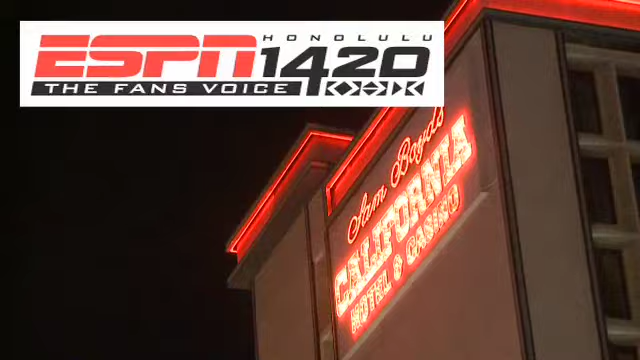 HONOLULU
ESPN 1420
THE FANS VOICE
Sam Boyd's
CALIFORNIA
HOTEL & CASINO